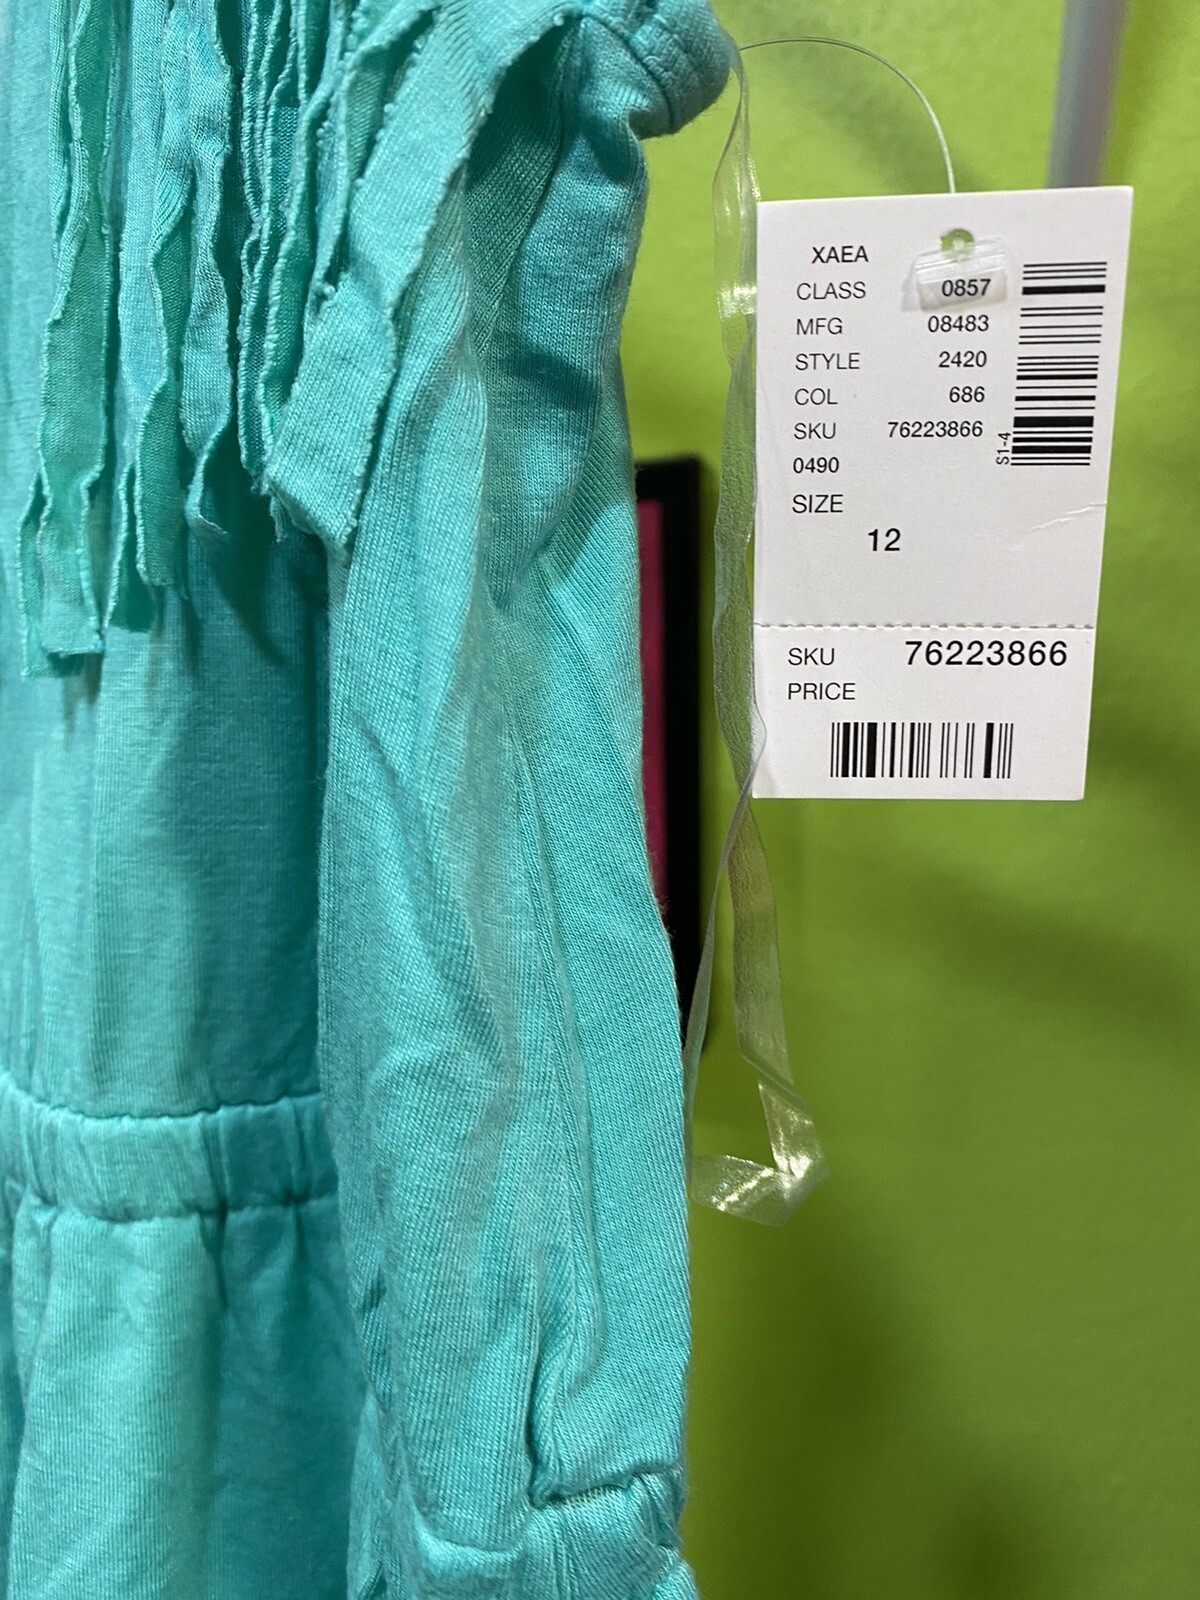 XAEA
CLASS 0857
MFG 08483
STYLE 2420
COL 686
SKU 76223866
0490
SIZE
12
S1-4
SKU 76223866
PRICE